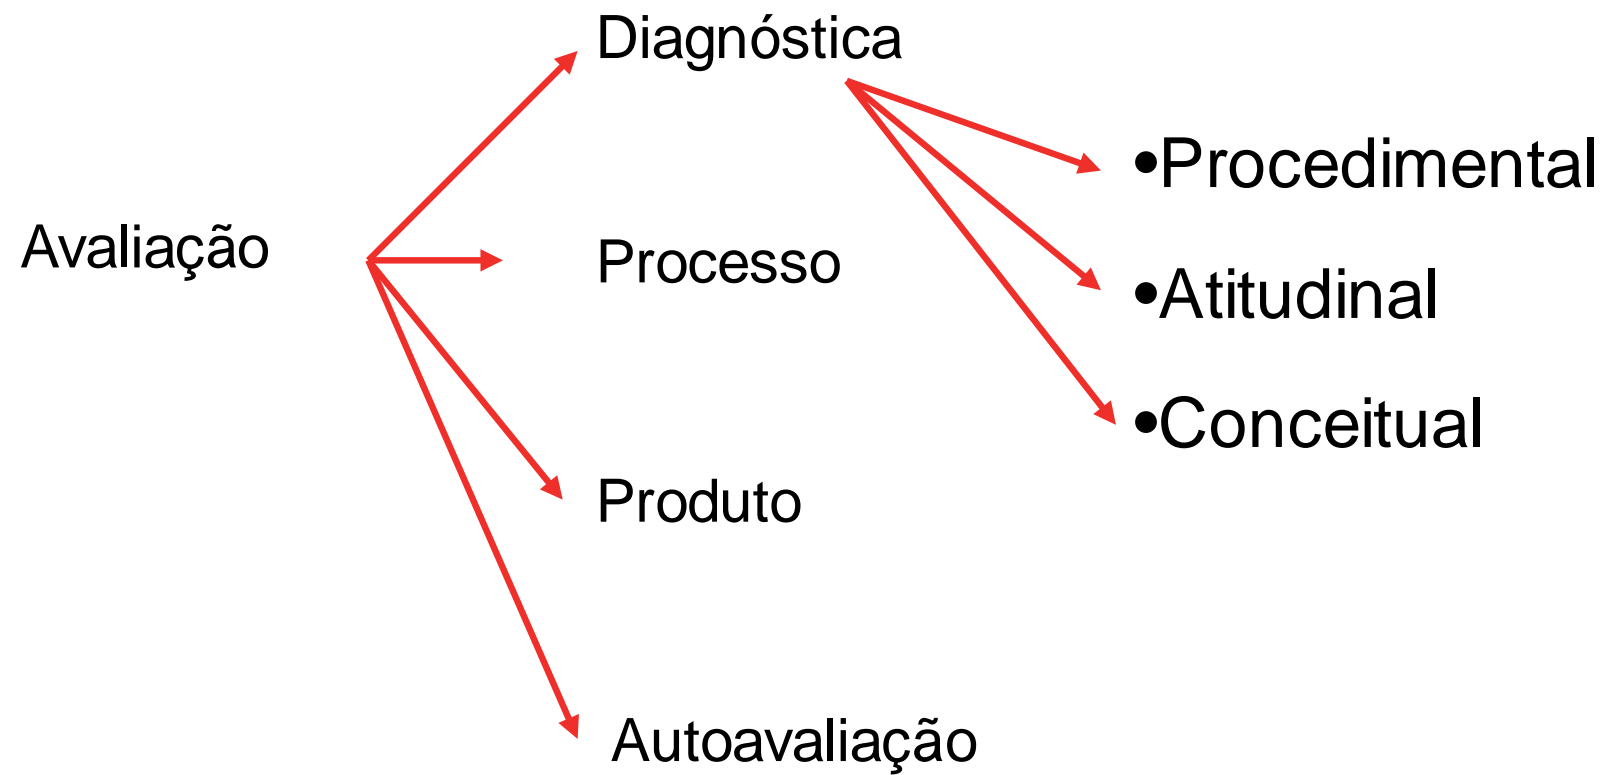 Diagnóstica
•Procedimental
Avaliação
Processo
•Atitudinal
•Conceitual
Produto
Autoavaliação